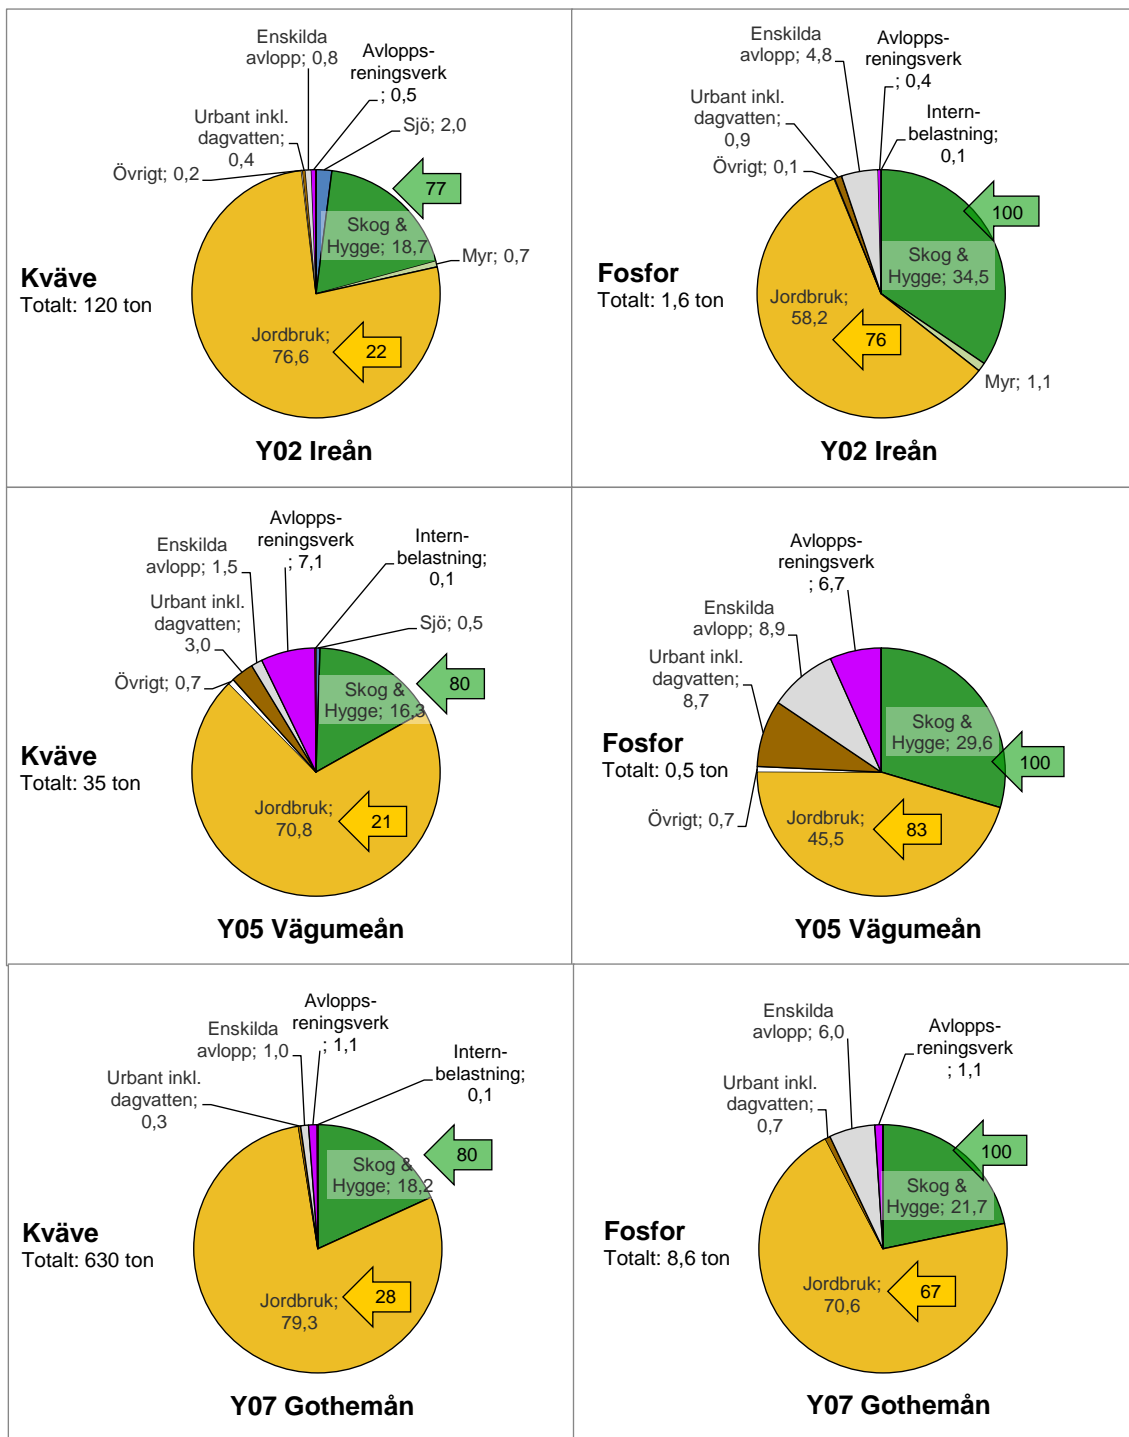 Enskilda
avlopp; 0,8
Avlopps-
reningsverk
; 0,5
Urbant inkl.
dagvatten;
0,4
Sjö; 2,0
Övrigt; 0,2
77
Skog &
Hygge; 18,7
Myr; 0,7
Kväve
Totalt: 120 ton
Jordbruk;
76,6
22
Y02 Ireån
Enskilda
avlopp; 4,8
Avlopps-
reningsverk
; 0,4
Urbant inkl.
dagvatten;
0,9
Intern-
belastning;
0,1
Övrigt; 0,1
100
Skog &
Hygge; 34,5
Fosfor
Totalt: 1,6 ton
Jordbruk;
58,2
76
Myr; 1,1
Y02 Ireån
Avlopps-
reningsverk
; 7,1
Enskilda
avlopp; 1,5
Intern-
belastning;
0,1
Urbant inkl.
dagvatten;
3,0
Sjö; 0,5
Övrigt; 0,7
80
Skog &
Hygge; 16,3
Kväve
Totalt: 35 ton
Jordbruk;
70,8
21
Y05 Vägumeån
Avlopps-
reningsverk
; 6,7
Enskilda
avlopp; 8,9
Urbant inkl.
dagvatten;
8,7
Skog &
Hygge; 29,6
100
Fosfor
Totalt: 0,5 ton
Övrigt; 0,7
Jordbruk;
45,5
83
Y05 Vägumeån
Avlopps-
reningsverk
; 1,1
Enskilda
avlopp; 1,0
Intern-
belastning;
0,1
Urbant inkl.
dagvatten;
0,3
80
Skog &
Hygge; 18,2
Kväve
Totalt: 630 ton
Jordbruk;
79,3
28
Y07 Gothemån
Enskilda
avlopp; 6,0
Avlopps-
reningsverk
; 1,1
Urbant inkl.
dagvatten;
0,7
100
Skog &
Hygge; 21,7
Fosfor
Totalt: 8,6 ton
Jordbruk;
70,6
67
Y07 Gothemån